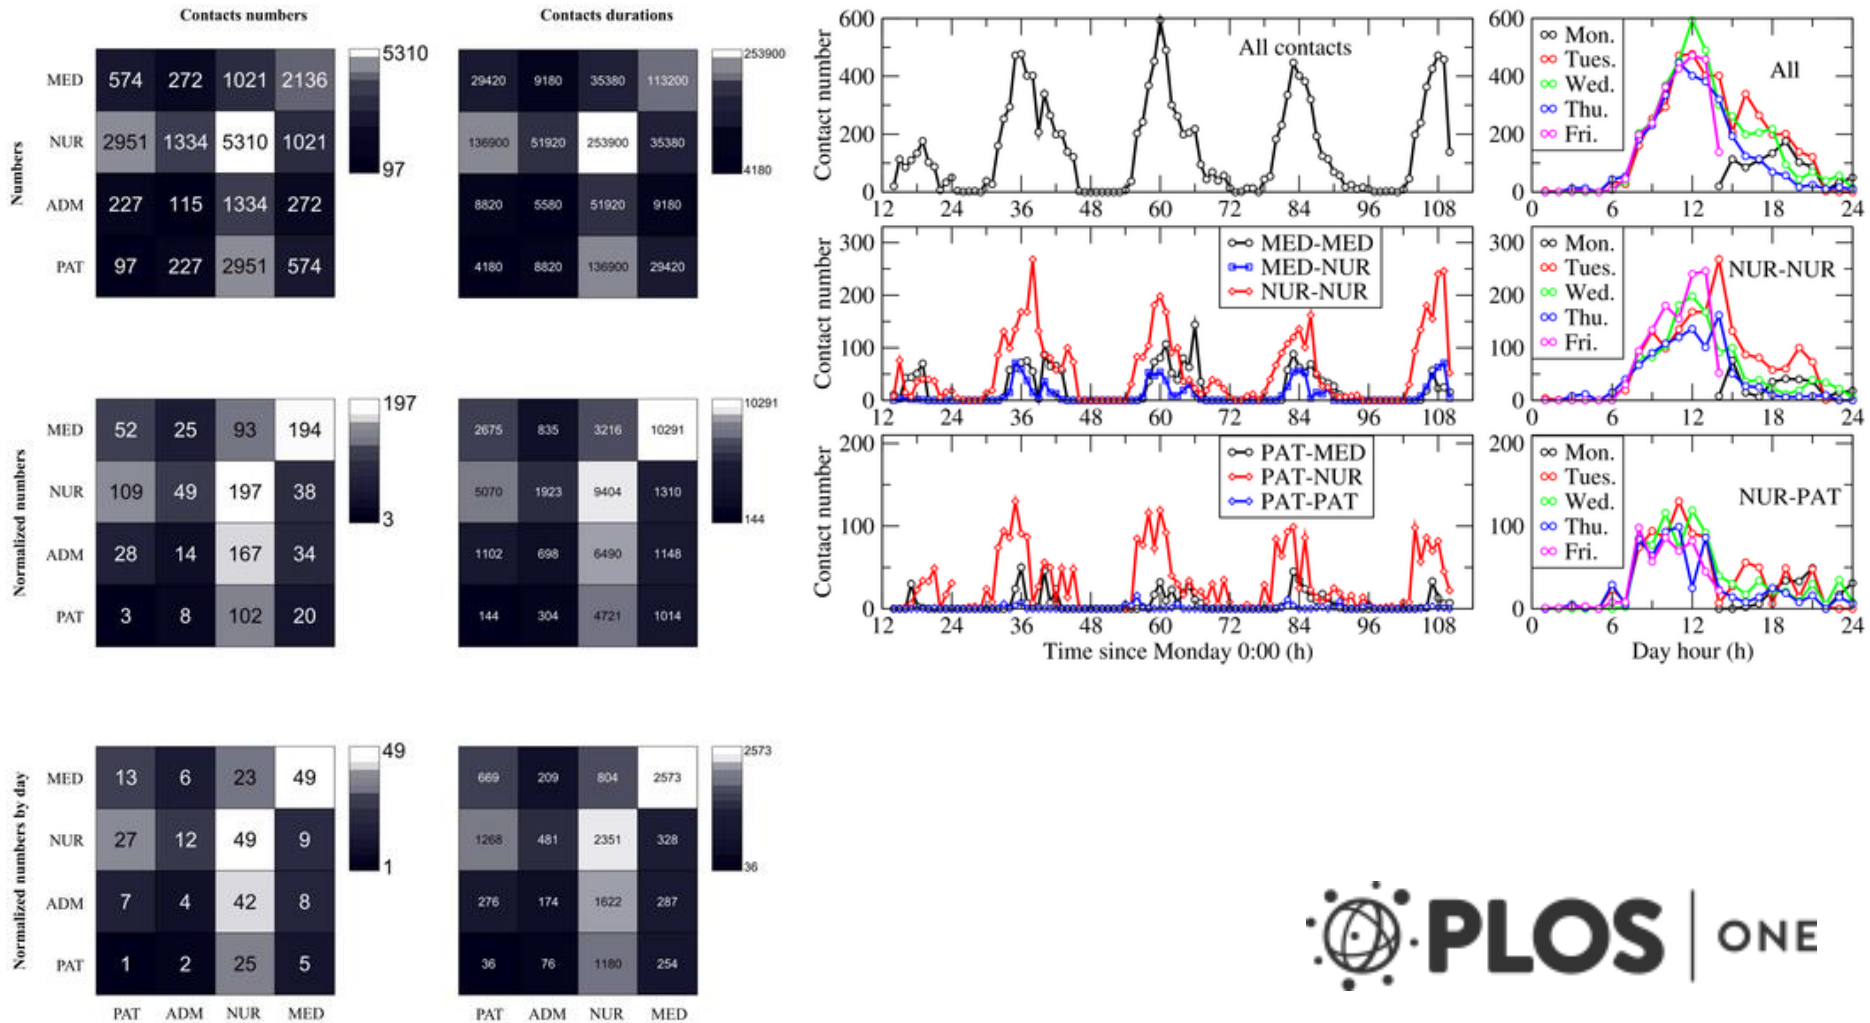 Contacts numbers
Contacts durations
Numbers
MED 574 272 1021 2136
NUR 2951 1334 5310 1021
ADM 227 115 1334 272
PAT 97 227 2951 574
5310
97
29420 9180 35380 113200
136900 51920 253900 35380
8820 5580 51920 9180
4180 8820 136900 29420
253900
4180
Normalized numbers
MED 52 25 93 194
NUR 109 49 197 38
ADM 28 14 167 34
PAT 3 8 102 20
197
3
2675 835 3216 10291
5070 1923 9404 1310
1102 698 6490 1148
144 304 4721 1014
10291
144
Normalized numbers by day
MED 13 6 23 49
NUR 27 12 49 9
ADM 7 4 42 8
PAT 1 2 25 5
PAT ADM NUR MED
49
1
669 209 804 2573
1268 481 2351 328
276 174 1622 287
36 76 1180 254
PAT ADM NUR MED
2573
36
Contact number
600
400
200
0
All contacts
12 24 36 48 60 72 84 96 108
600
400
200
0
Mon.
Tues.
Wed.
Thu.
Fri.
All
0 6 12 18 24
Contact number
300
200
100
0
MED-MED
MED-NUR
NUR-NUR
12 24 36 48 60 72 84 96 108
300
200
100
0
Mon.
Tues.
Wed.
Thu.
Fri.
NUR-NUR
0 6 12 18 24
Contact number
200
100
0
PAT-MED
PAT-NUR
PAT-PAT
12 24 36 48 60 72 84 96 108
Time since Monday 0:00 (h)
200
100
0
Mon.
Tues.
Wed.
Thu.
Fri.
NUR-PAT
0 6 12 18 24
Day hour (h)
PLOS ONE